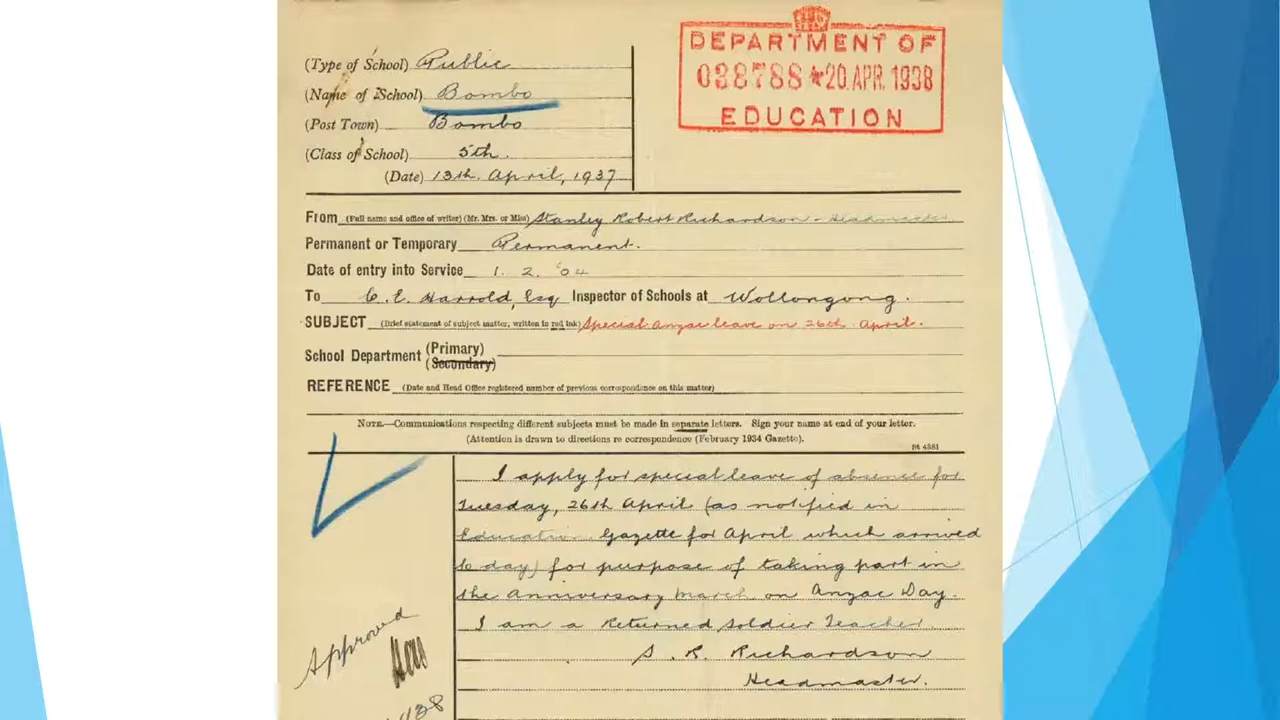 DEPARTMENT OF
038788 ★ 20 APR. 1938
EDUCATION
(Type of School) Public
(Name of School) Bombo
(Post Town) Bombo
(Class of School) 5th.
(Date) 13th. April, 1937
From (Full name and office of writer) (Mr. Mrs. or Miss) Stanley Robert Richardson - Headmaster
Permanent or Temporary Permanent.
Date of entry into Service 1. 2. '04
To C. E. Harrold, Esq Inspector of Schools at Wollongong.
SUBJECT (Brief statement of subject matter, written in red ink) Special Anzac leave on 26th April.
School Department (Primary)
(Secondary)
REFERENCE (Date and Head Office registered number of previous correspondence on this matter)
NOTE.—Communications respecting different subjects must be made in separate letters. Sign your name at end of your letter.
(Attention is drawn to directions re correspondence (February 1934 Gazette).
St 4381
I apply for special leave of absence for
Tuesday, 26th April (as notified in
Education Gazette for April which arrived
to day) for purpose of taking part in
the anniversary march on Anzac Day.
I am a Returned Soldier Teacher.
S. R. Richardson
Headmaster.
Approved